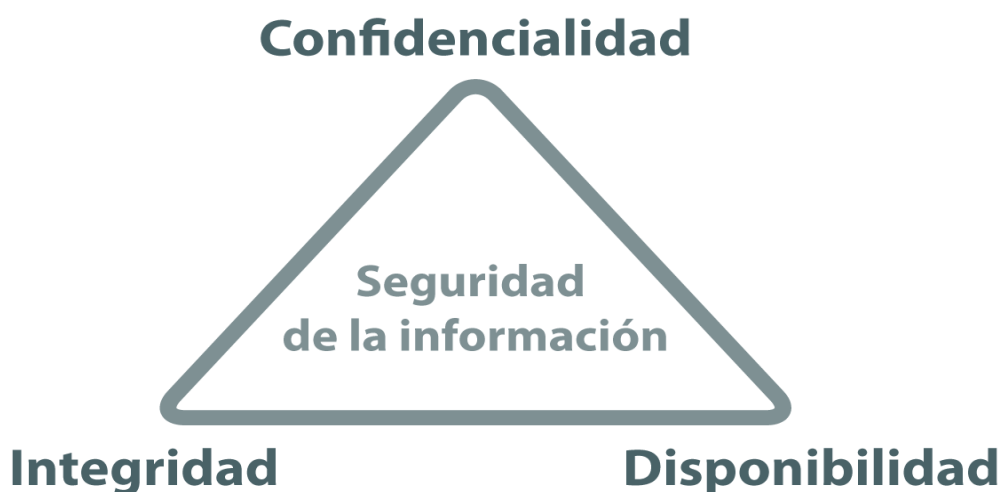 Confidencialidad
Seguridad
de la información
Integridad
Disponibilidad